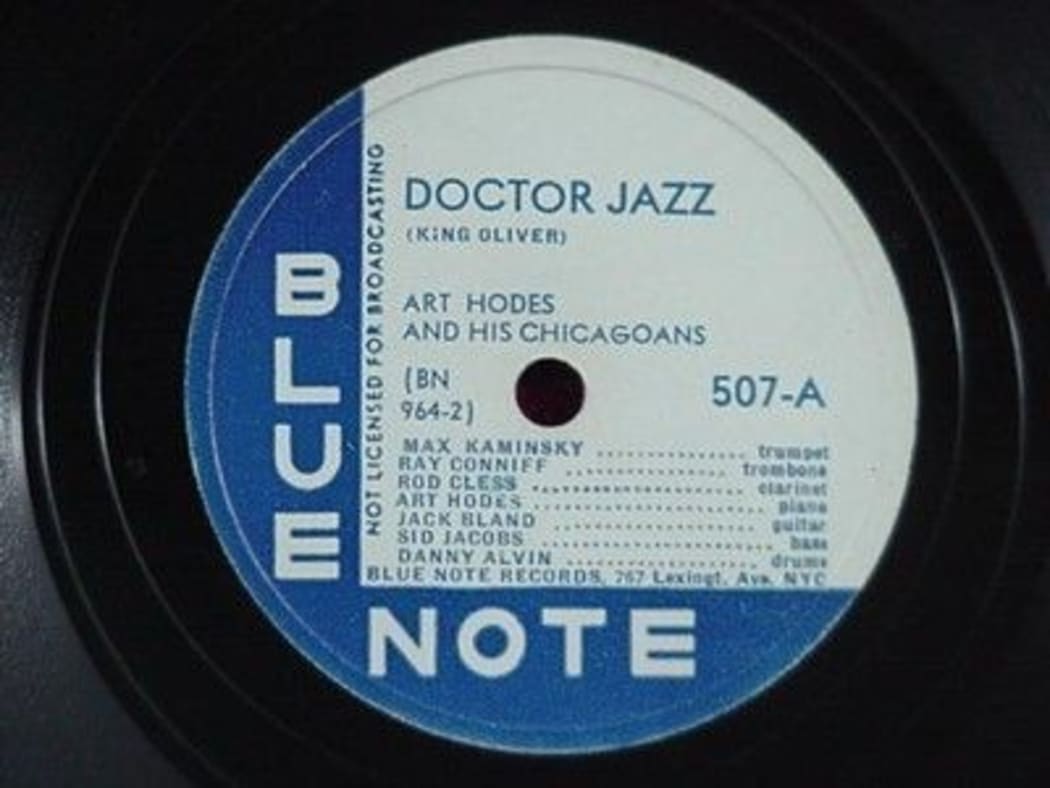 DOCTOR JAZZ
(KING OLIVER)
ART HODES
AND HIS CHICAGOANS
(BN
964-2)
507-A
MAX KAMINSKY .................. trumpet
RAY CONNIFF .................. trombone
ROD CLESS .................. clarinet
ART HODES .................. piano
JACK BLAND .................. guitar
SID JACOBS .................. bass
DANNY ALVIN .................. drums
BLUE NOTE RECORDS, 767 Lexingt. Ave. NYC
NOT LICENSED FOR BROADCASTING
BLUE
NOTE